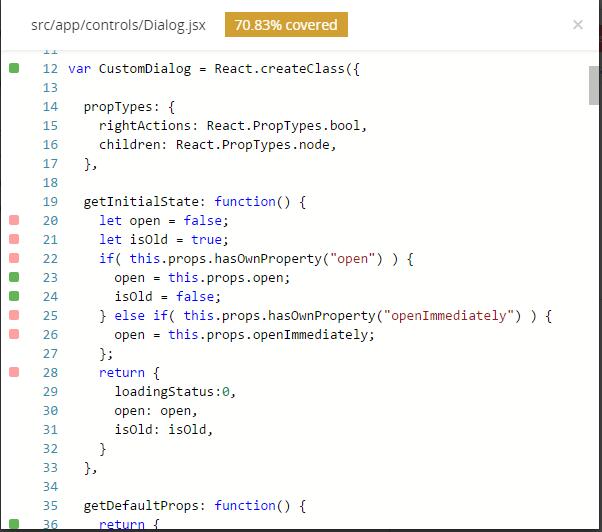 src/app/controls/Dialog.jsx 70.83% covered ×
11
12 var CustomDialog = React.createClass({
13
14 propTypes: {
15 rightActions: React.PropTypes.bool,
16 children: React.PropTypes.node,
17 },
18
19 getInitialState: function() {
20 let open = false;
21 let isOld = true;
22 if( this.props.hasOwnProperty("open") ) {
23 open = this.props.open;
24 isOld = false;
25 } else if( this.props.hasOwnProperty("openImmediately") ) {
26 open = this.props.openImmediately;
27 };
28 return {
29 loadingStatus:0,
30 open: open,
31 isOld: isOld,
32 }
33 },
34
35 getDefaultProps: function() {
36 return {